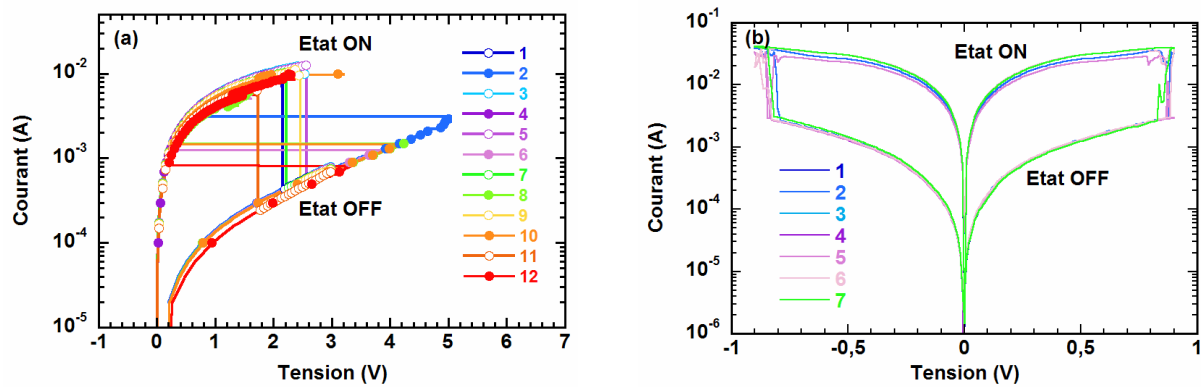 (a)
Etat ON
Etat OFF
1
2
3
4
5
6
7
8
9
10
11
12
10⁻²
10⁻³
10⁻⁴
10⁻⁵
Courant (A)
-1 0 1 2 3 4 5 6 7
Tension (V)
(b)
Etat ON
Etat OFF
1
2
3
4
5
6
7
10⁻¹
10⁻²
10⁻³
10⁻⁴
10⁻⁵
10⁻⁶
Courant (A)
-1 -0,5 0 0,5 1
Tension (V)